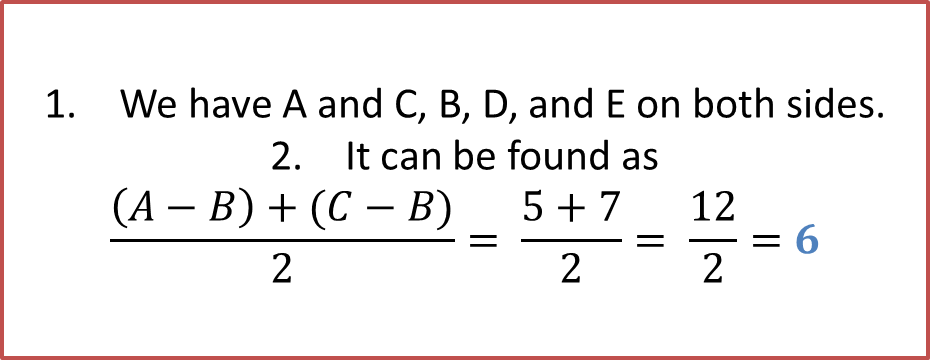 1. We have A and C, B, D, and E on both sides.
2. It can be found as
(A − B) + (C − B) / 2 = 5 + 7 / 2 = 12 / 2 = 6